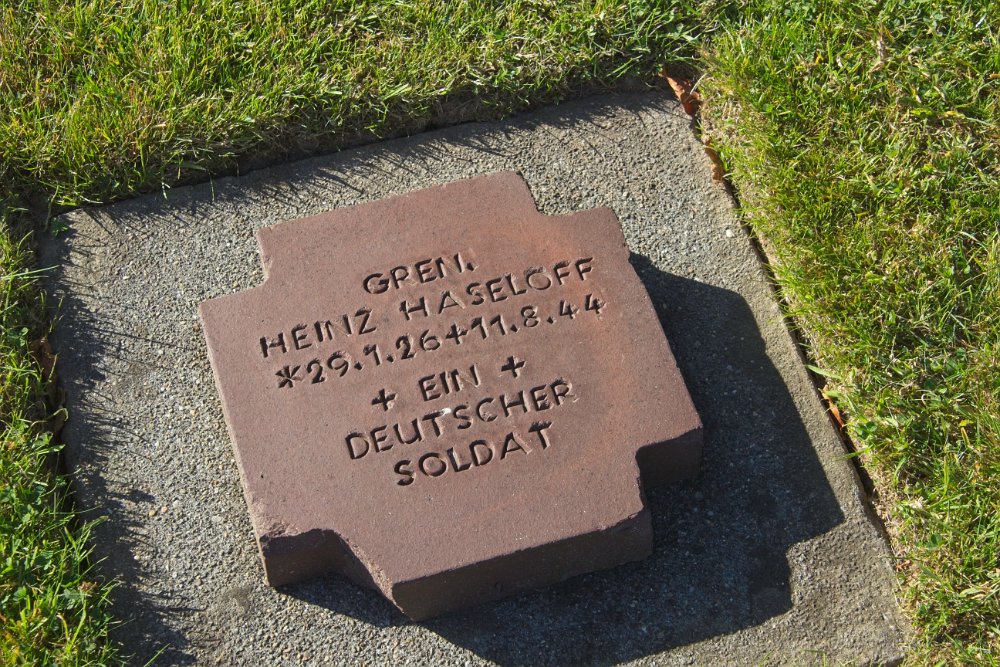 GREN.
HEINZ HASELOFF
*29.1.26+11.8.44
+ EIN +
DEUTSCHER
SOLDAT